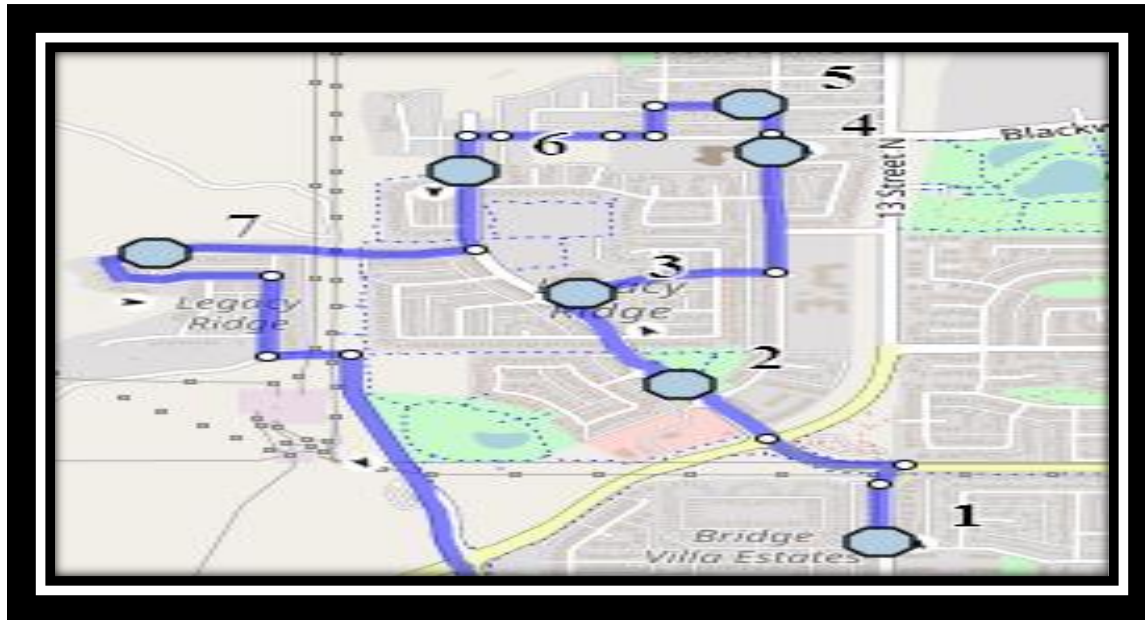 5
4
Blackw
13 Street N
6
7
3
Legacy
Ridge
Legacy
Ridge
2
1
Bridge
Villa Estates